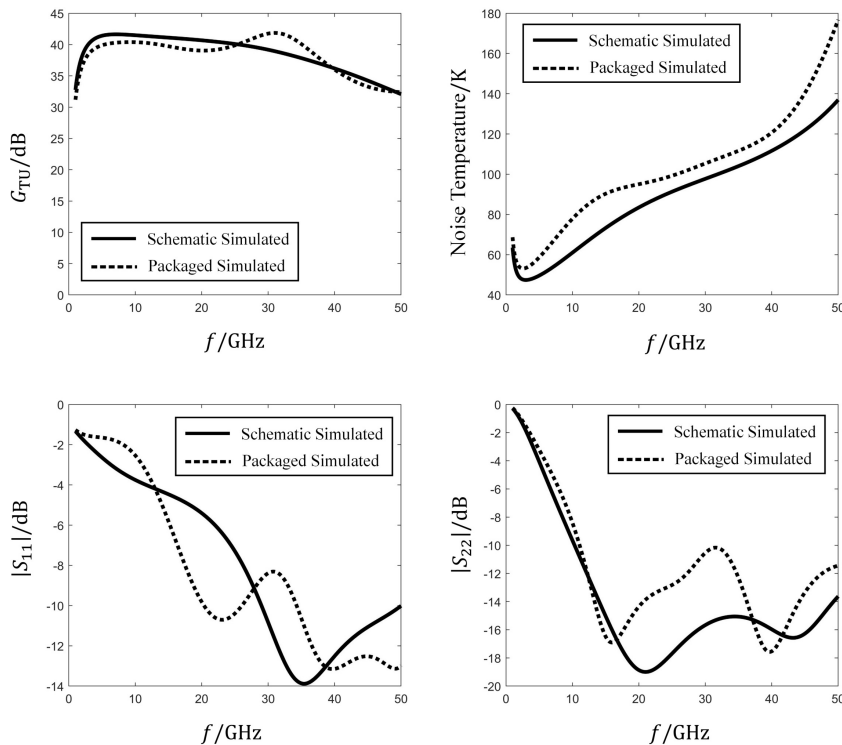 45
40
35
30
25
20
15
10
5
0
0 10 20 30 40 50
G_TU/dB
f/GHz
Schematic Simulated
Packaged Simulated
180
160
140
120
100
80
60
40
0 10 20 30 40 50
Noise Temperature/K
f/GHz
Schematic Simulated
Packaged Simulated
0
-2
-4
-6
-8
-10
-12
-14
0 10 20 30 40 50
|S₁₁|/dB
f/GHz
Schematic Simulated
Packaged Simulated
0
-2
-4
-6
-8
-10
-12
-14
-16
-18
-20
0 10 20 30 40 50
|S₂₂|/dB
f/GHz
Schematic Simulated
Packaged Simulated